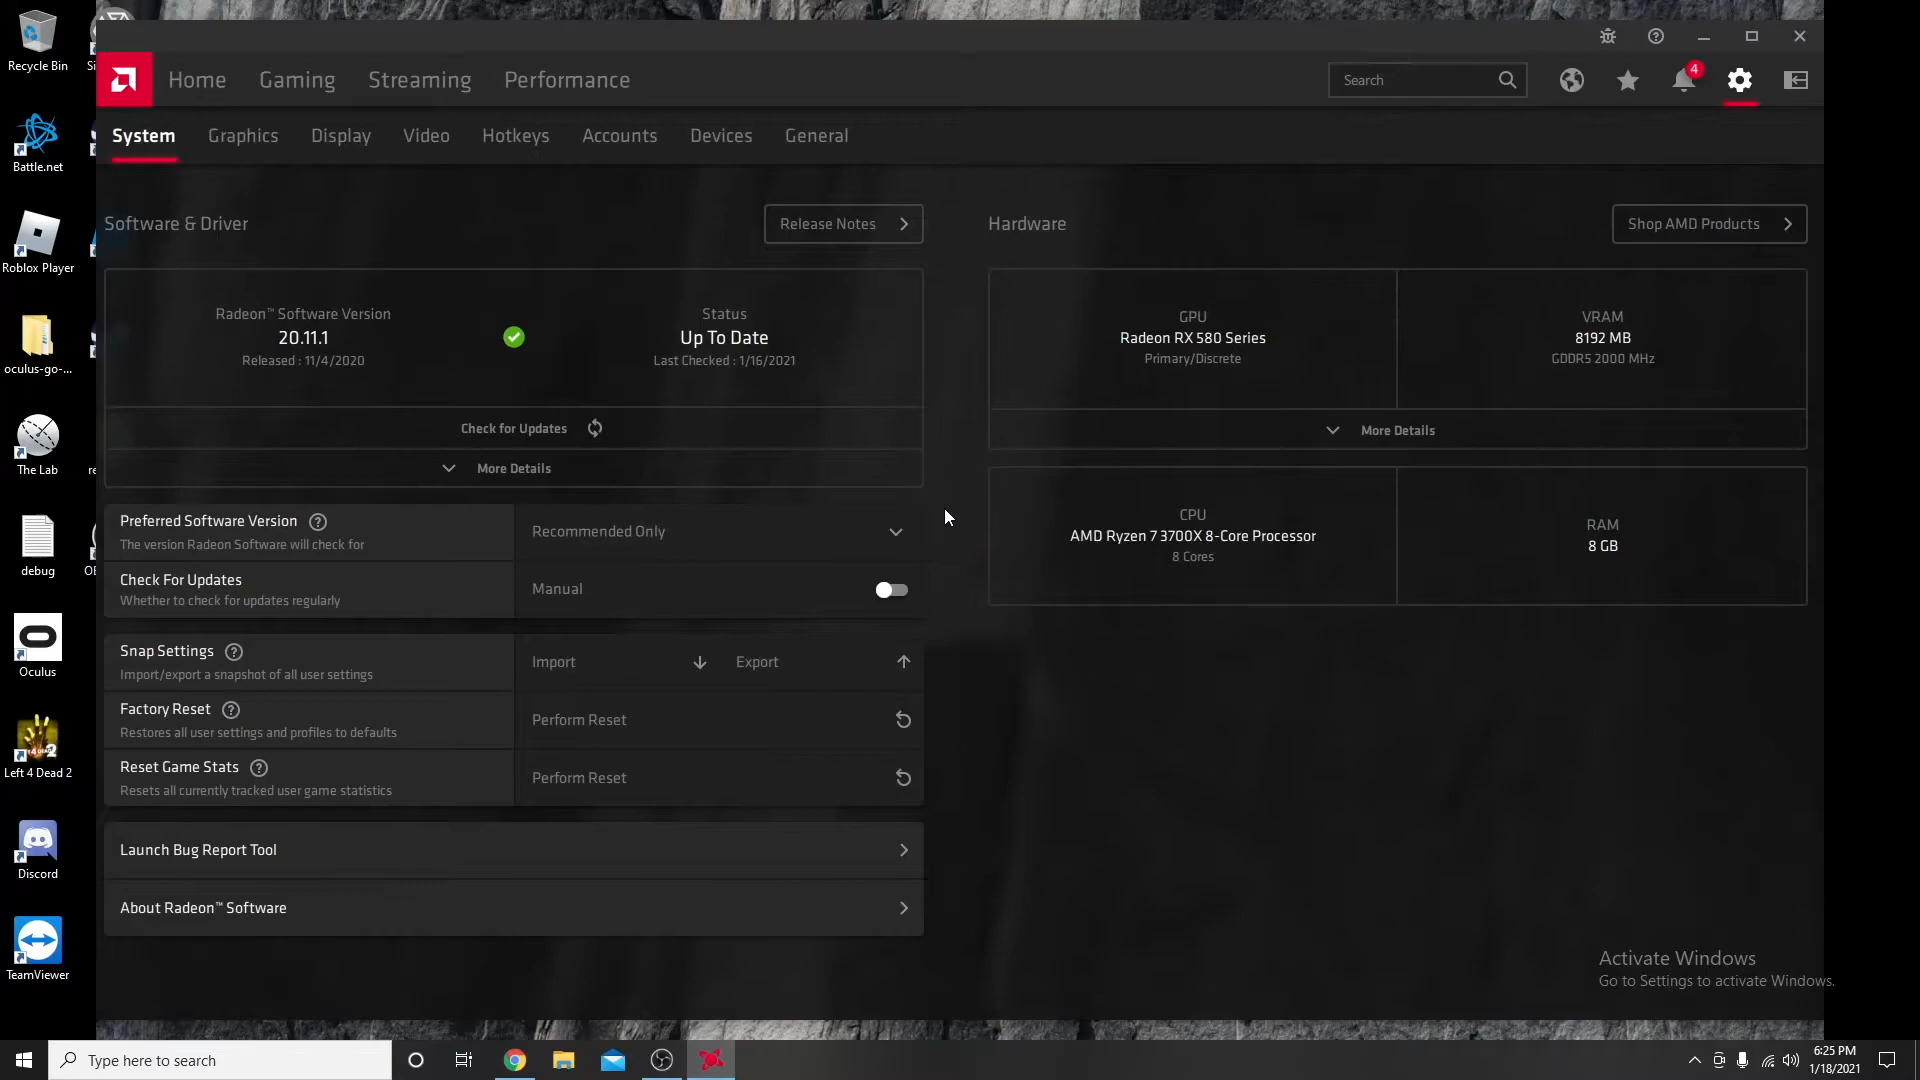 Recycle Bin
Si
Battle.net
Roblox Player
oculus-go-...
The Lab
re
debug
OB
Oculus
Left 4 Dead 2
Discord
TeamViewer
Home
Gaming
Streaming
Performance
Search
4
System
Graphics
Display
Video
Hotkeys
Accounts
Devices
General
Software & Driver
Release Notes
Radeon™ Software Version
20.11.1
Released : 11/4/2020
Status
Up To Date
Last Checked : 1/16/2021
Check for Updates
More Details
Preferred Software Version
The version Radeon Software will check for
Recommended Only
Check For Updates
Whether to check for updates regularly
Manual
Snap Settings
Import/export a snapshot of all user settings
Import
Export
Factory Reset
Restores all user settings and profiles to defaults
Perform Reset
Reset Game Stats
Resets all currently tracked user game statistics
Perform Reset
Launch Bug Report Tool
About Radeon™ Software
Hardware
Shop AMD Products
GPU
Radeon RX 580 Series
Primary/Discrete
VRAM
8192 MB
GDDR5 2000 MHz
More Details
CPU
AMD Ryzen 7 3700X 8-Core Processor
8 Cores
RAM
8 GB
Activate Windows
Go to Settings to activate Windows.
Type here to search
6:25 PM
1/18/2021